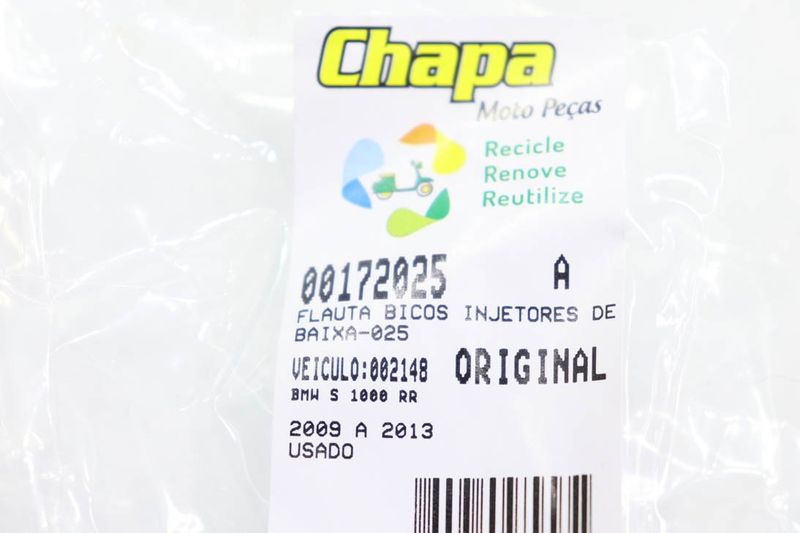 Chapa
Moto Peças
Recicle
Renove
Reutilize
00172025 A
FLAUTA BICOS INJETORES DE
BAIXA-025
VEICULO:002148 ORIGINAL
BMW S 1000 RR
2009 A 2013
USADO